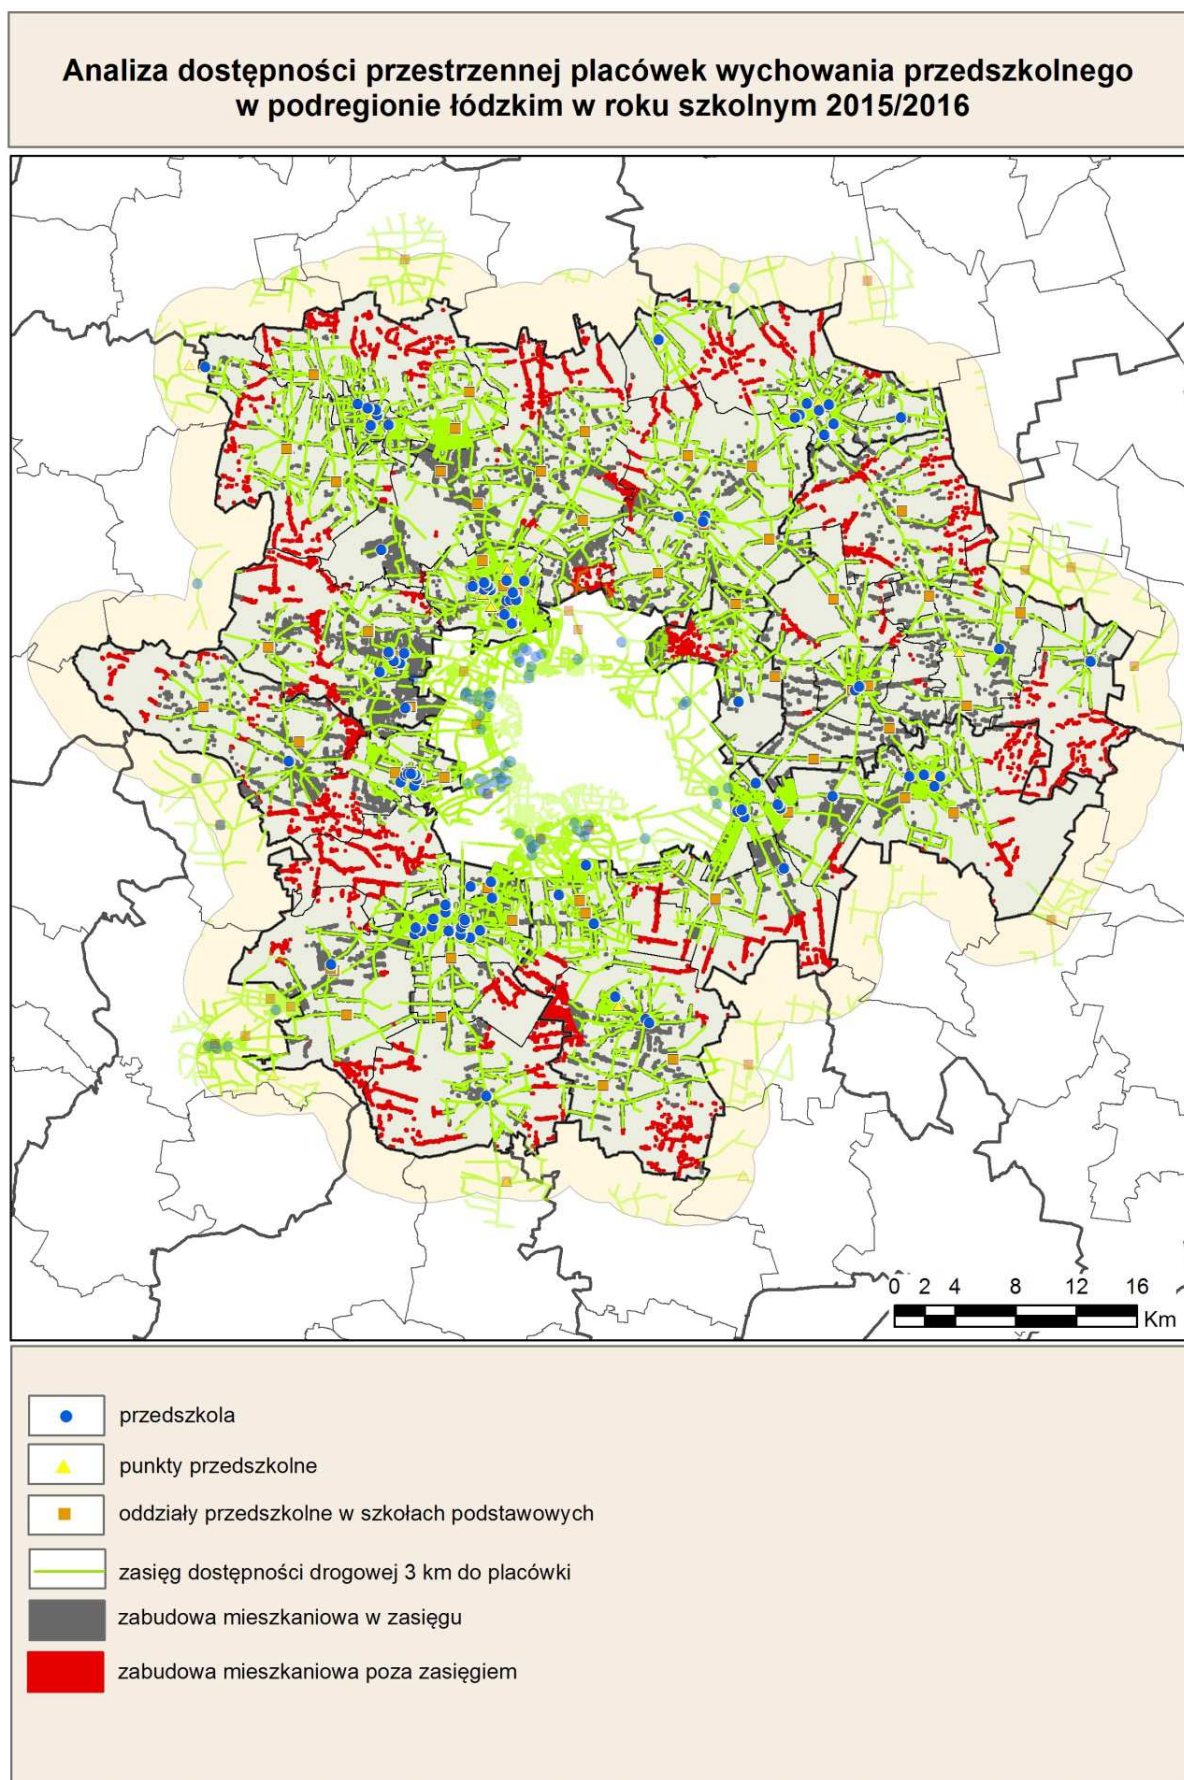 Analiza dostępności przestrzennej placówek wychowania przedszkolnego
w podregionie łódzkim w roku szkolnym 2015/2016
0 2 4 8 12 16
Km
przedszkola
punkty przedszkolne
oddziały przedszkolne w szkołach podstawowych
zasięg dostępności drogowej 3 km do placówki
zabudowa mieszkaniowa w zasięgu
zabudowa mieszkaniowa poza zasięgiem